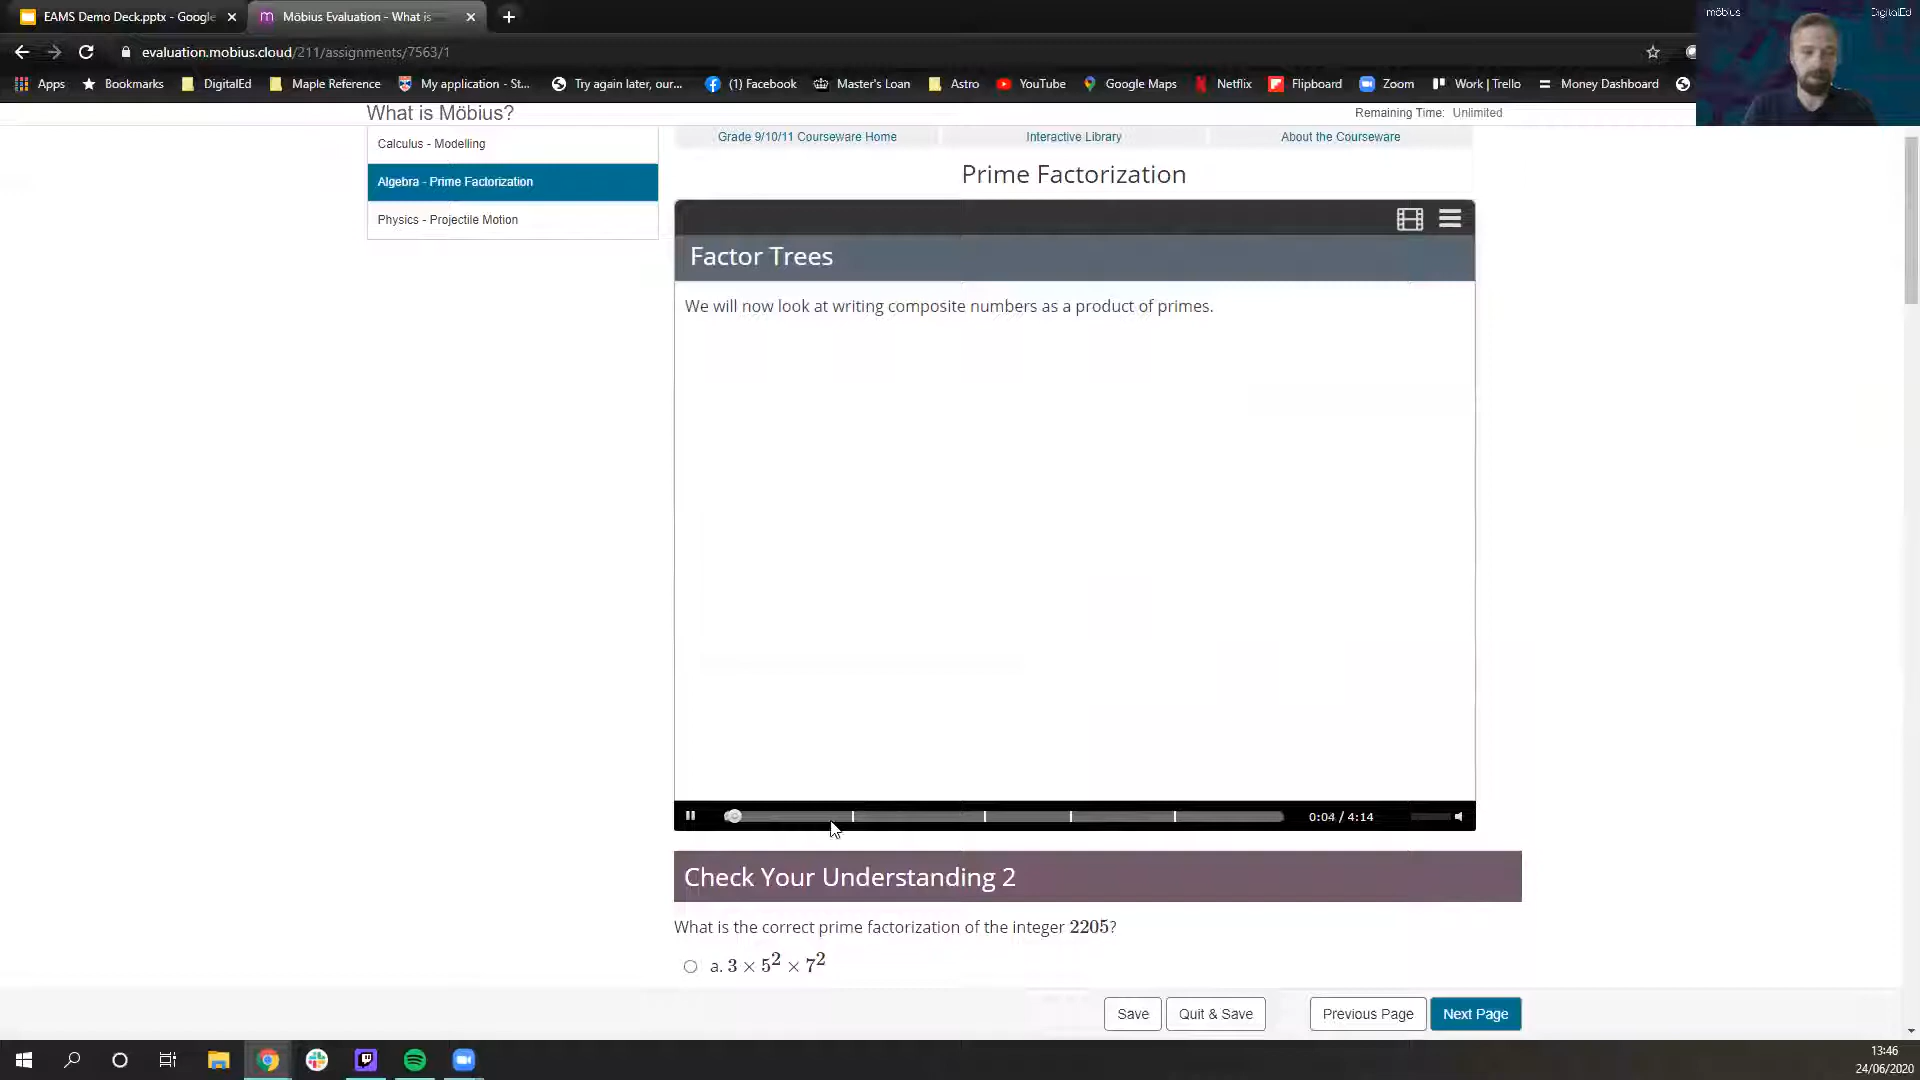 EAMS Demo Deck.pptx - Google
Möbius Evaluation - What is
möbius
DigitalEd
evaluation.mobius.cloud/211/assignments/7563/1
Apps
Bookmarks
DigitalEd
Maple Reference
My application - St...
Try again later, our...
(1) Facebook
Master's Loan
Astro
YouTube
Google Maps
Netflix
Flipboard
Zoom
Work | Trello
Money Dashboard
What is Möbius?
Remaining Time: Unlimited
Calculus - Modelling
Algebra - Prime Factorization
Physics - Projectile Motion
Grade 9/10/11 Courseware Home
Interactive Library
About the Courseware
Prime Factorization
Factor Trees
We will now look at writing composite numbers as a product of primes.
0:04 / 4:14
Check Your Understanding 2
What is the correct prime factorization of the integer 2205?
a. 3 × 5² × 7²
Save
Quit & Save
Previous Page
Next Page
13:46
24/06/2020